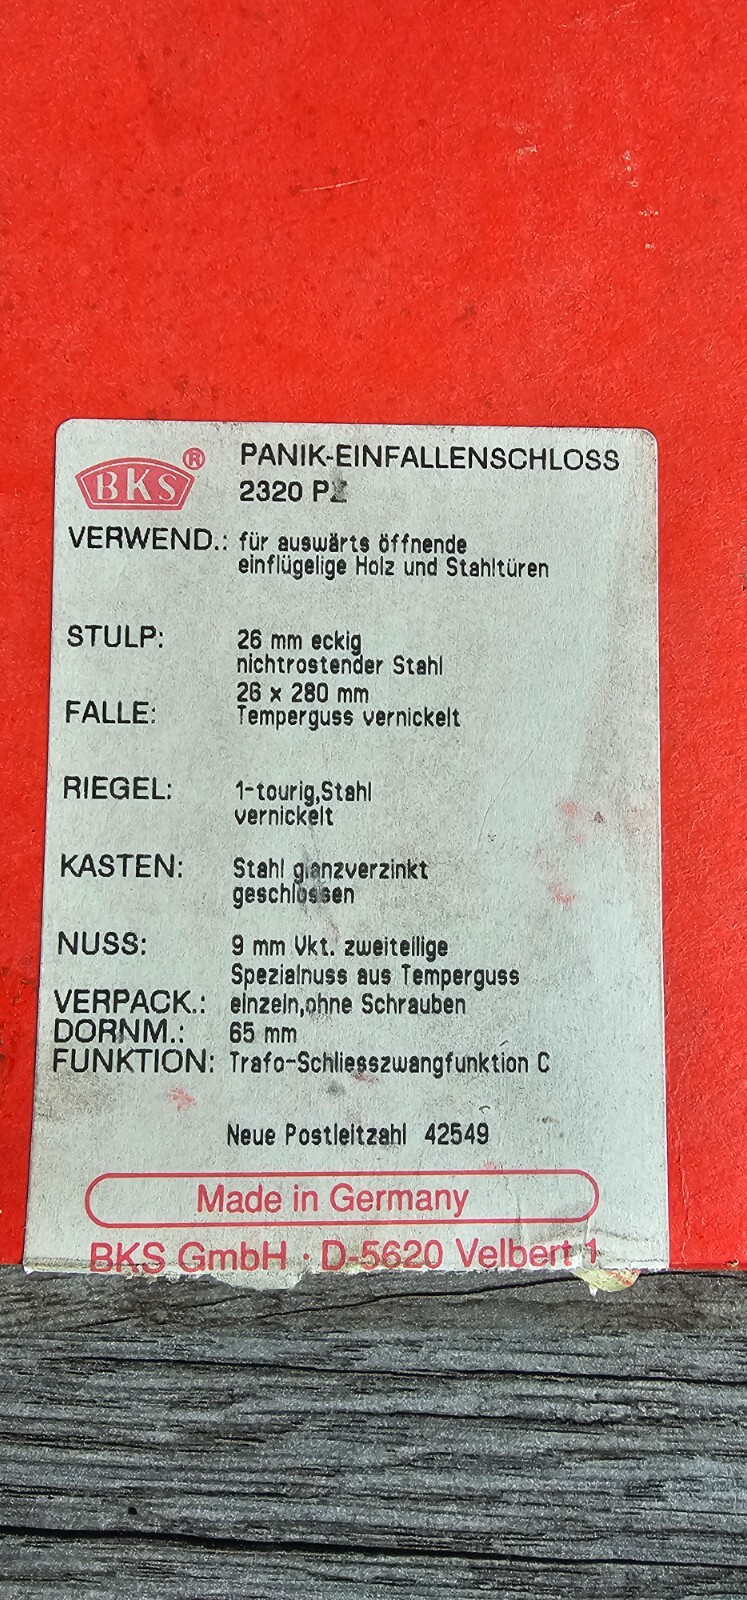 BKS®
PANIK-EINFALLENSCHLOSS
2320 PZ
VERWEND.: für auswärts öffnende
einflügelige Holz und Stahltüren
STULP: 26 mm eckig
nichtrostender Stahl
26 x 280 mm
FALLE: Temperguss vernickelt
RIEGEL: 1-tourig,Stahl
vernickelt
KASTEN: Stahl glanzverzinkt
geschlossen
NUSS: 9 mm Vkt. zweiteilige
Spezialnuss aus Temperguss
VERPACK.: einzeln,ohne Schrauben
DORNM.: 65 mm
FUNKTION: Trafo-Schliesszwangfunktion C
Neue Postleitzahl 42549
Made in Germany
BKS GmbH · D-5620 Velbert 1